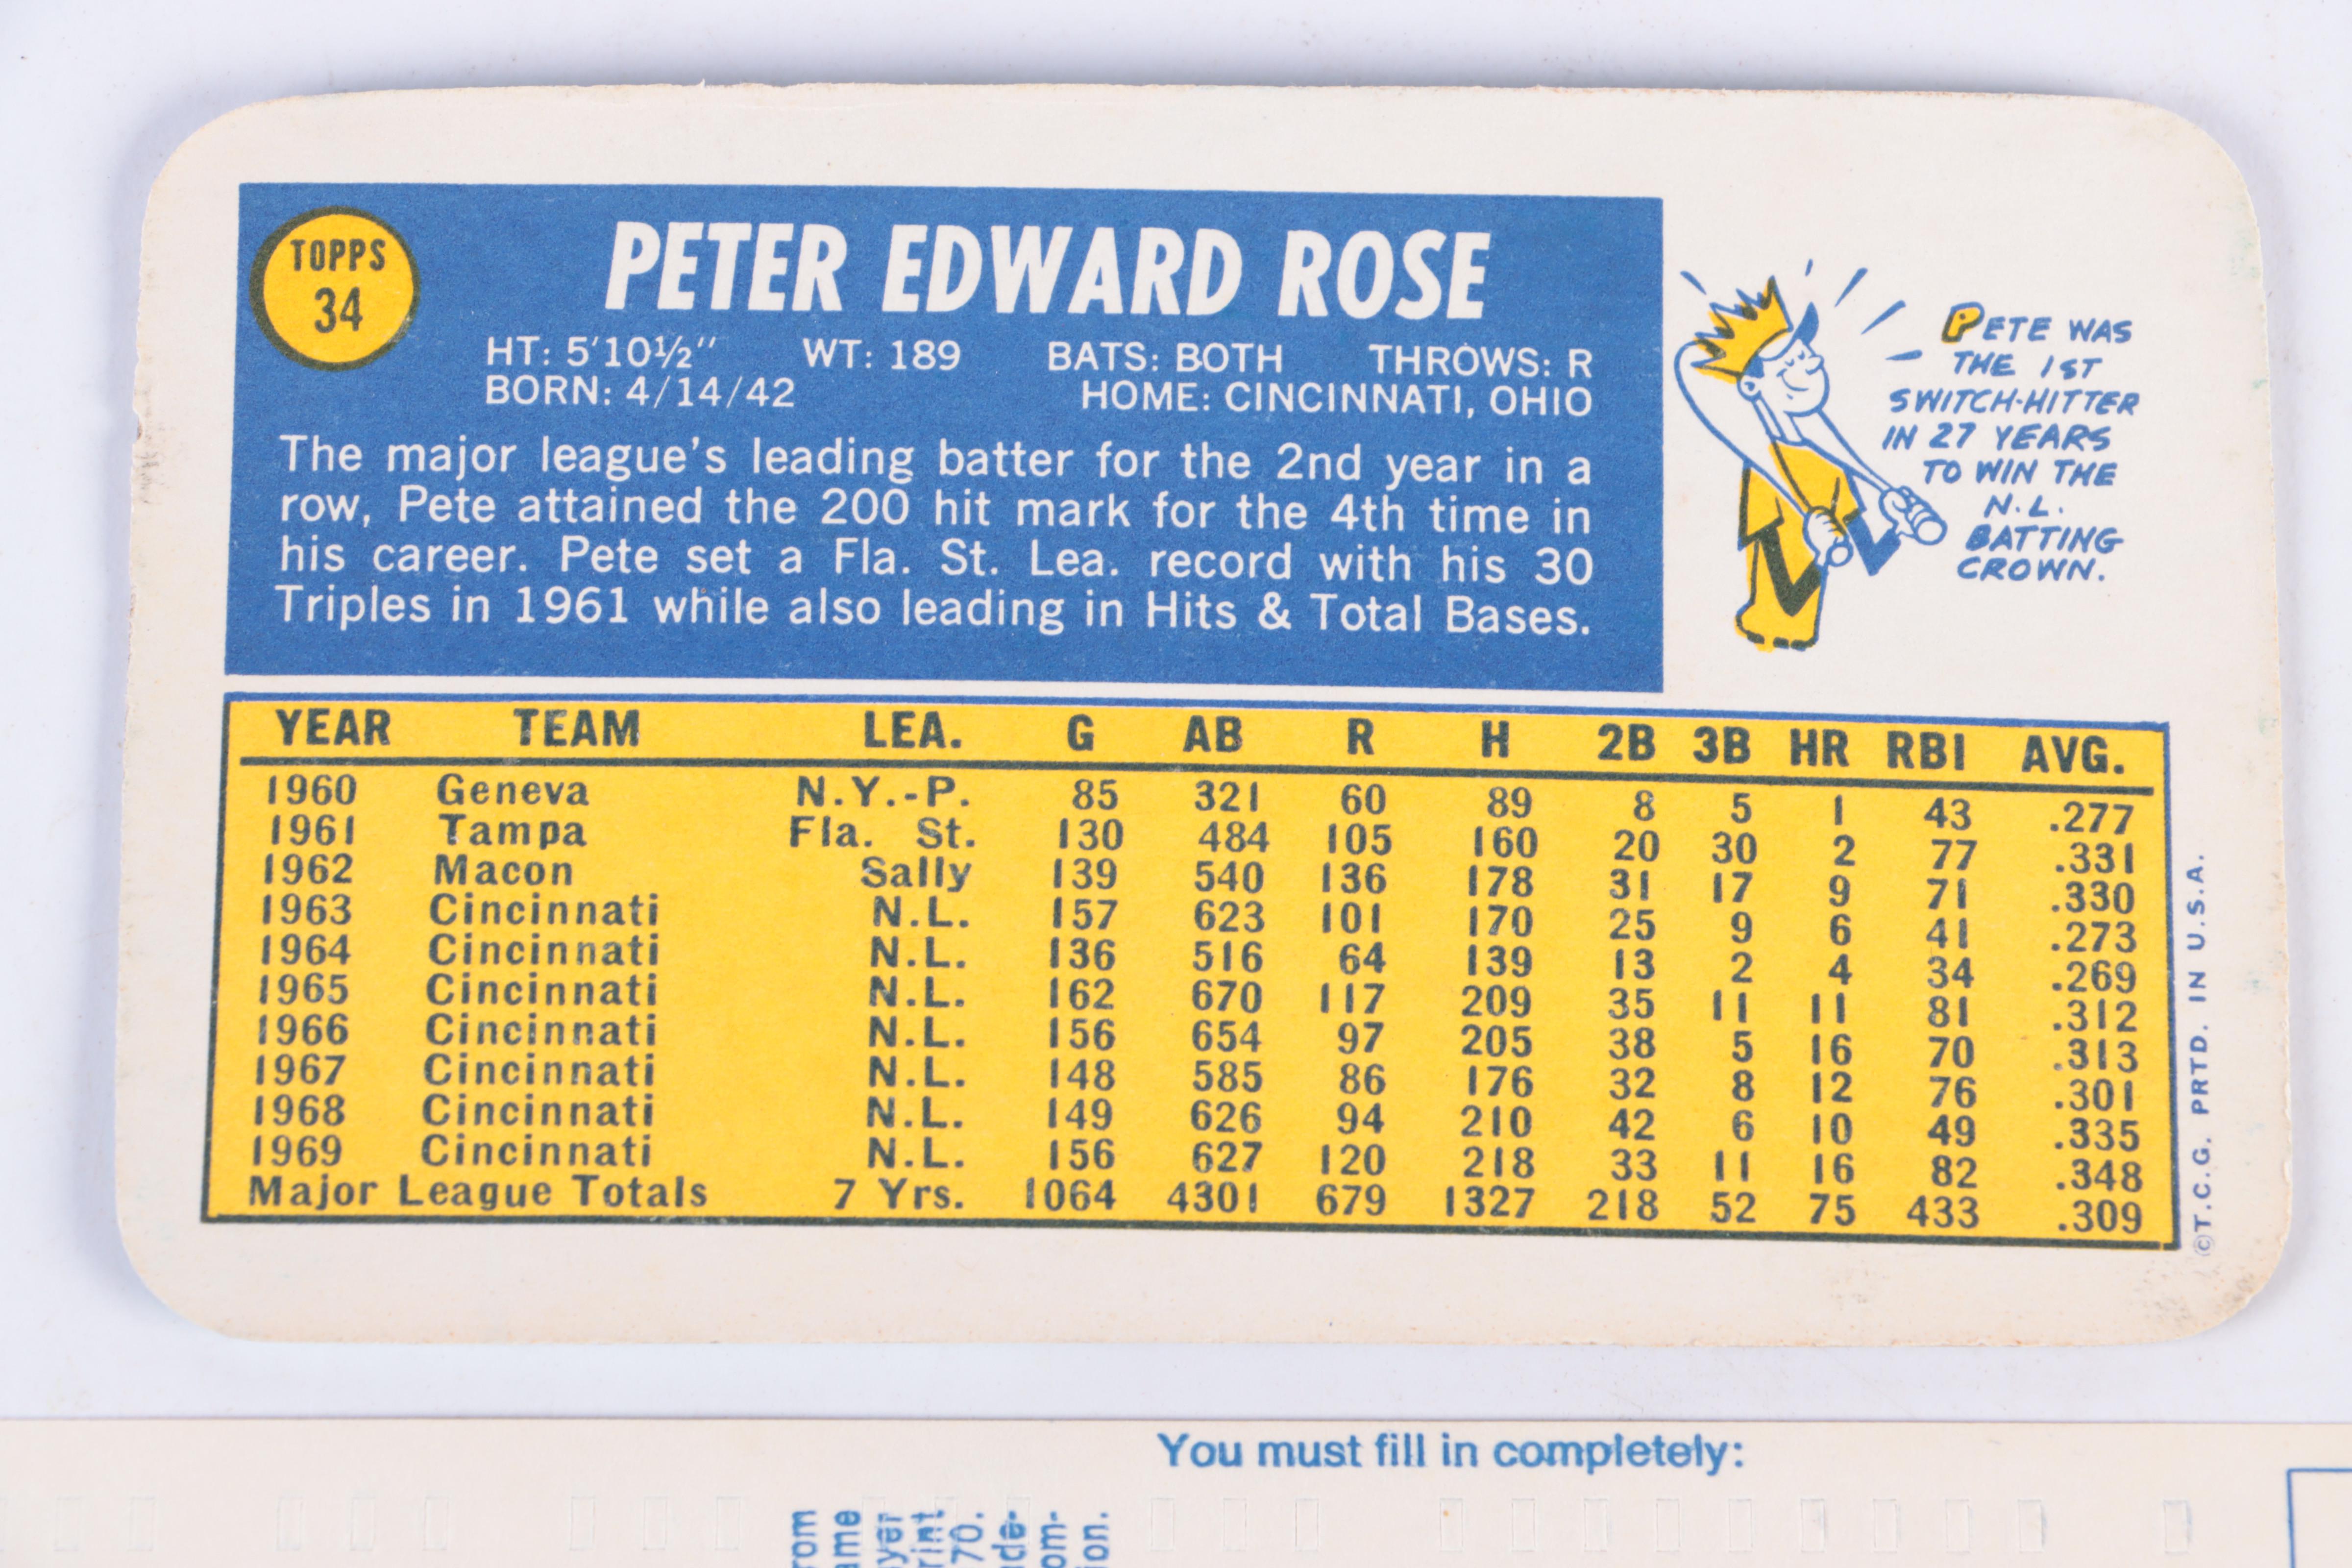 TOPPS
34
PETER EDWARD ROSE
HT: 5'10½" WT: 189 BATS: BOTH THROWS: R
BORN: 4/14/42 HOME: CINCINNATI, OHIO
The major league's leading batter for the 2nd year in a
row, Pete attained the 200 hit mark for the 4th time in
his career. Pete set a Fla. St. Lea. record with his 30
Triples in 1961 while also leading in Hits & Total Bases.
PETE WAS
THE 1ST
SWITCH-HITTER
IN 27 YEARS
TO WIN THE
N.L.
BATTING
CROWN.
YEAR TEAM LEA. G AB R H 2B 3B HR RBI AVG.
1960 Geneva N.Y.-P. 85 321 60 89 8 5 1 43 .277
1961 Tampa Fla. St. 130 484 105 160 20 30 2 77 .331
1962 Macon Sally 139 540 136 178 31 17 9 71 .330
1963 Cincinnati N.L. 157 623 101 170 25 9 6 41 .273
1964 Cincinnati N.L. 136 516 64 139 13 2 4 34 .269
1965 Cincinnati N.L. 162 670 117 209 35 11 11 81 .312
1966 Cincinnati N.L. 156 654 97 205 38 5 16 70 .313
1967 Cincinnati N.L. 148 585 86 176 32 8 12 76 .301
1968 Cincinnati N.L. 149 626 94 210 42 6 10 49 .335
1969 Cincinnati N.L. 156 627 120 218 33 11 16 82 .348
Major League Totals 7 Yrs. 1064 4301 679 1327 218 52 75 433 .309
©T.C.G. PRTD. IN U.S.A.
You must fill in completely:
70.